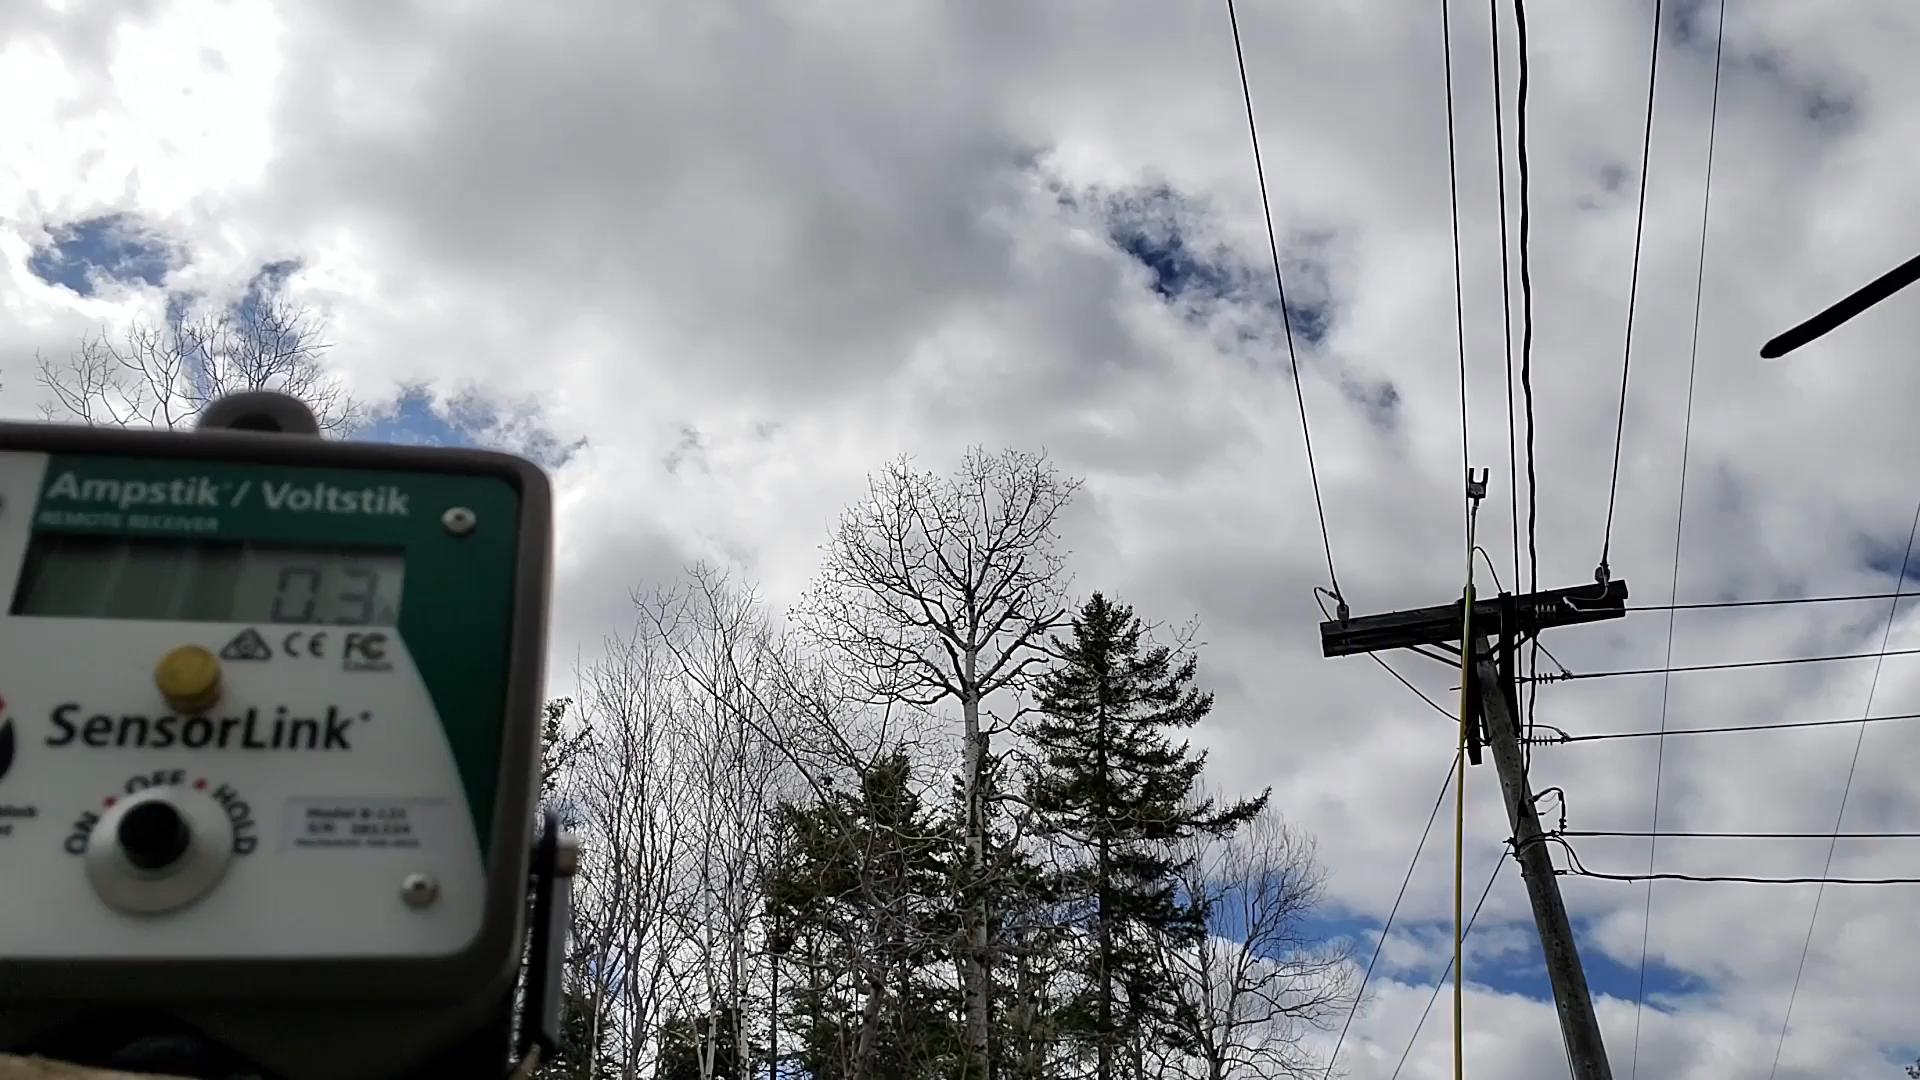 Ampstik / Voltstik
REMOTE RECEIVER
0.3
CE FC
SensorLink
ON OFF HOLD